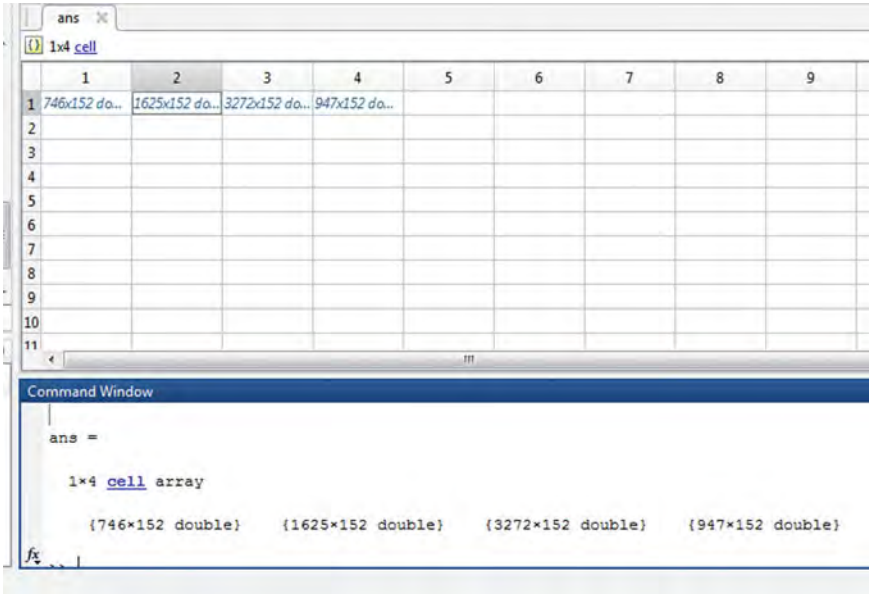 ans
{} 1x4 cell
1 2 3 4 5 6 7 8 9
1 746x152 do... 1625x152 do... 3272x152 do... 947x152 do...
2
3
4
5
6
7
8
9
10
11
Command Window
ans =
1×4 cell array
{746×152 double} {1625×152 double} {3272×152 double} {947×152 double}
fx >>